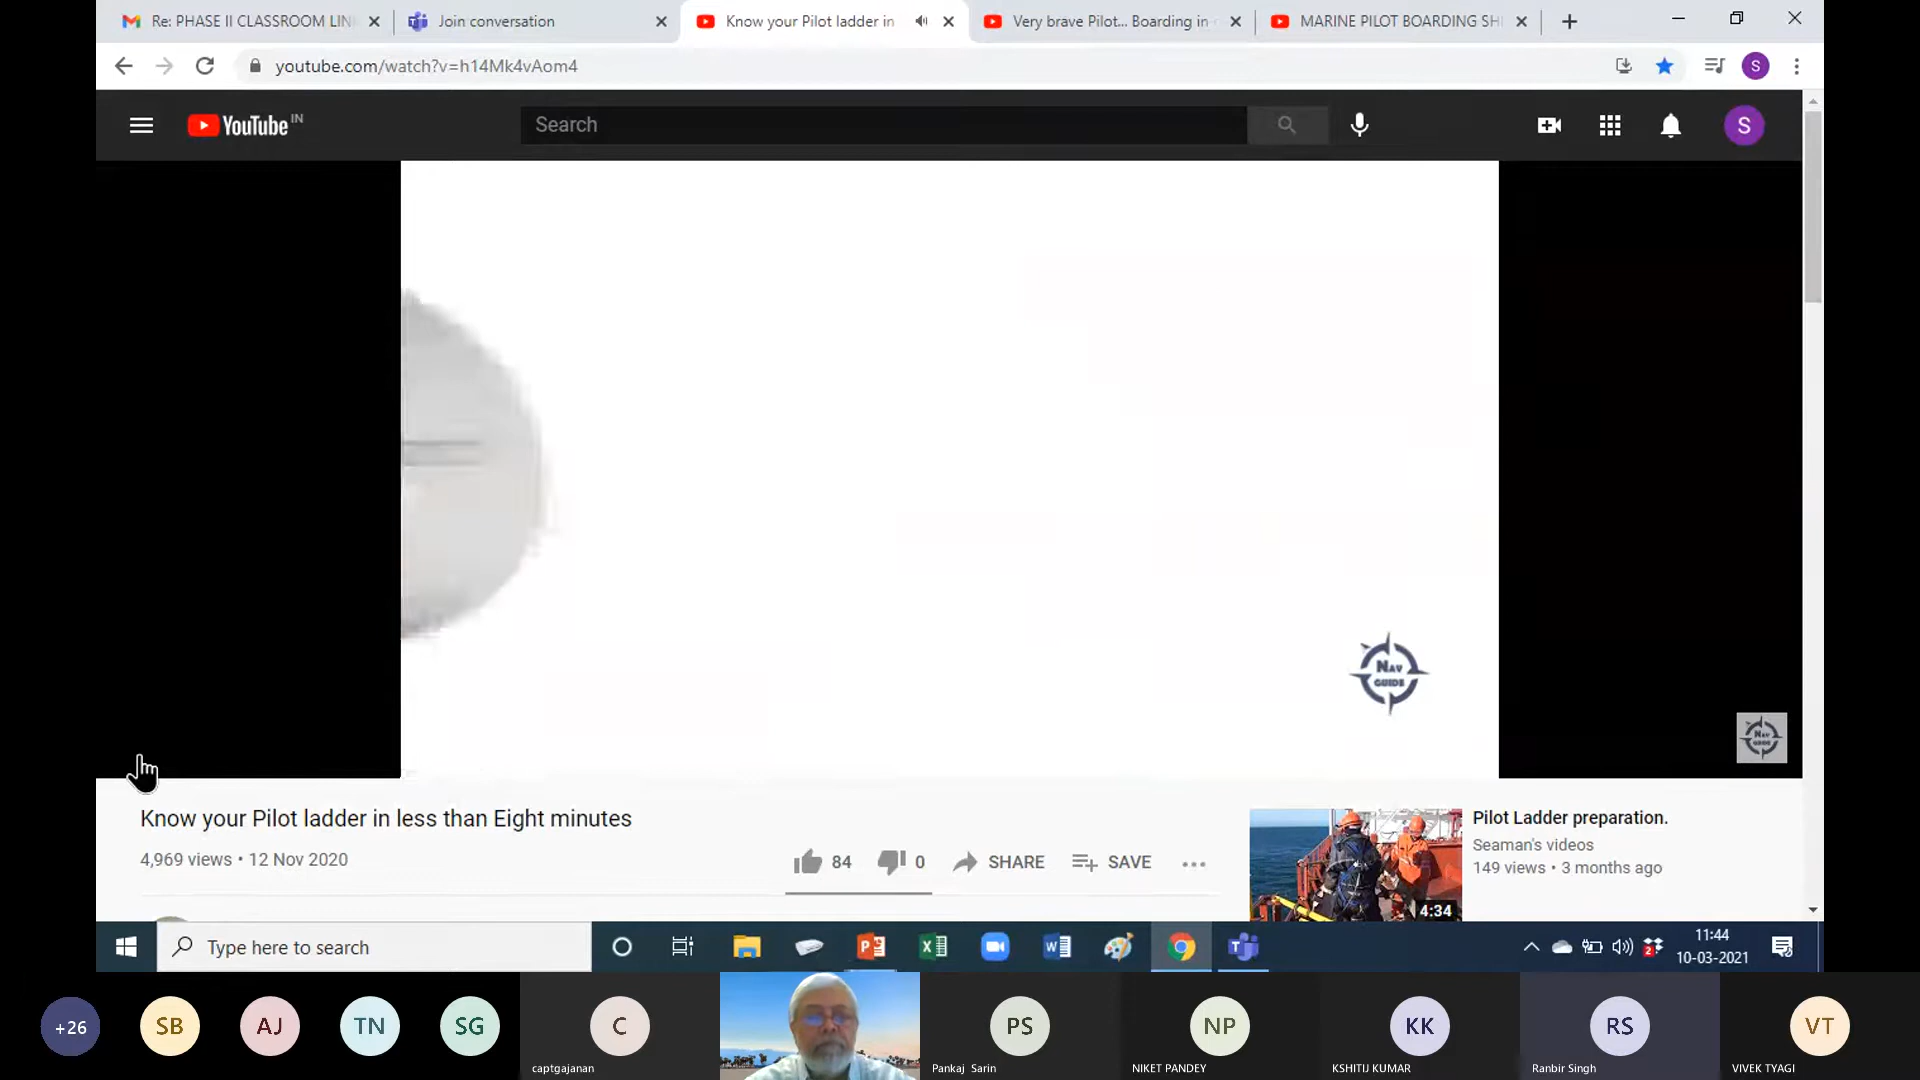 Re: PHASE II CLASSROOM LIN
Join conversation
Know your Pilot ladder in
Very brave Pilot... Boarding in
MARINE PILOT BOARDING SH
youtube.com/watch?v=h14Mk4vAom4
S
YouTube IN
Search
S
NAV
GUIDE
Know your Pilot ladder in less than Eight minutes
4,969 views • 12 Nov 2020
84
0
SHARE
SAVE
Pilot Ladder preparation.
Seaman's videos
149 views • 3 months ago
4:34
Type here to search
2
11:44
10-03-2021
+26
SB
AJ
TN
SG
C
PS
NP
KK
RS
VT
captgajanan
Pankaj Sarin
NIKET PANDEY
KSHITIJ KUMAR
Ranbir Singh
VIVEK TYAGI